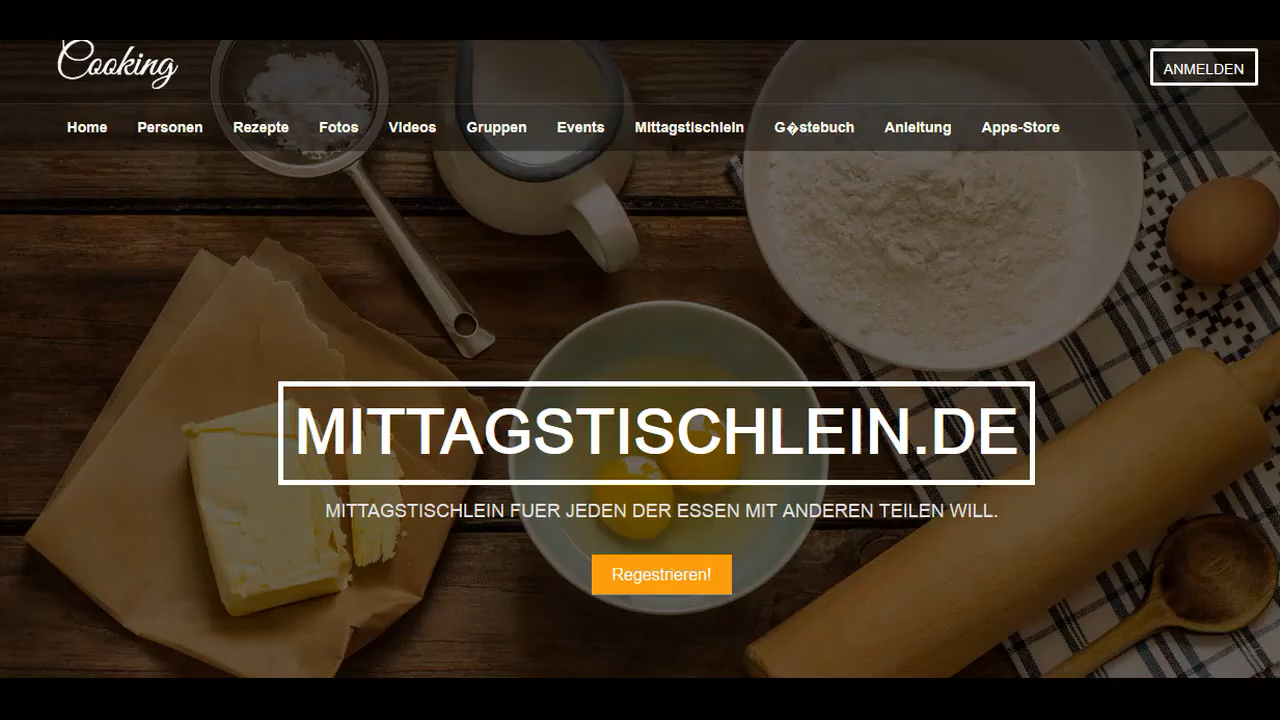 Cooking
ANMELDEN
Home Personen Rezepte Fotos Videos Gruppen Events Mittagstischlein G�stebuch Anleitung Apps-Store
MITTAGSTISCHLEIN.DE
MITTAGSTISCHLEIN FUER JEDEN DER ESSEN MIT ANDEREN TEILEN WILL.
Regestrieren!